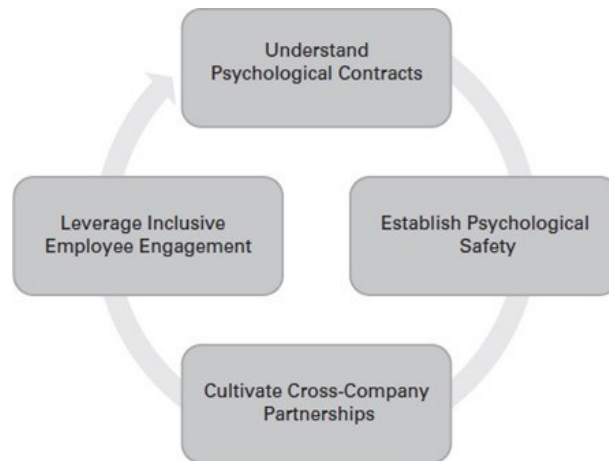 Understand
Psychological Contracts
Establish Psychological
Safety
Cultivate Cross-Company
Partnerships
Leverage Inclusive
Employee Engagement